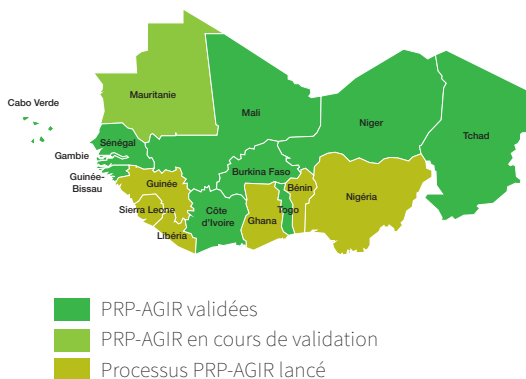 Mauritanie
Cabo Verde
Mali
Niger
Tchad
Sénégal
Gambie
Guinée-
Bissau
Guinée
Burkina Faso
Bénin
Nigéria
Sierra Leone
Côte
d'Ivoire
Ghana
Togo
Libéria
PRP-AGIR validées
PRP-AGIR en cours de validation
Processus PRP-AGIR lancé